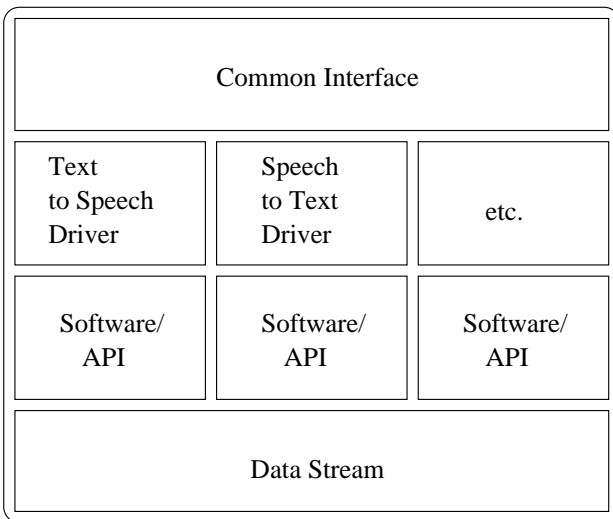 Common Interface
Text
to Speech
Driver
Speech
to Text
Driver
etc.
Software/
API
Software/
API
Software/
API
Data Stream